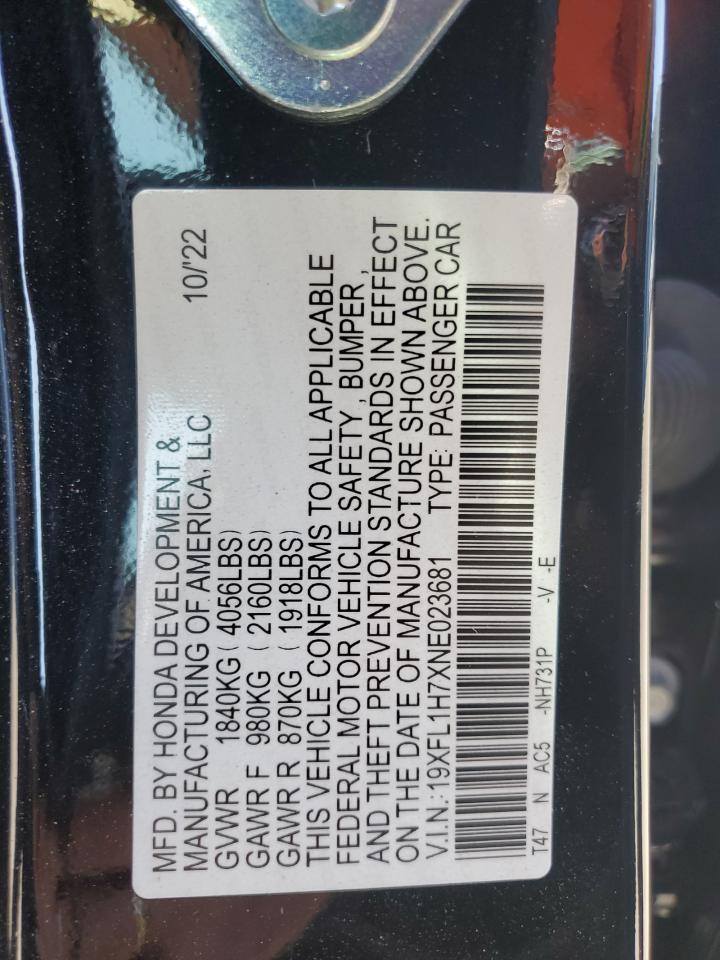 MFD. BY HONDA DEVELOPMENT &
MANUFACTURING OF AMERICA, LLC 10/'22
GVWR 1840KG ( 4056LBS)
GAWR F 980KG ( 2160LBS)
GAWR R 870KG ( 1918LBS)
THIS VEHICLE CONFORMS TO ALL APPLICABLE
FEDERAL MOTOR VEHICLE SAFETY, BUMPER,
AND THEFT PREVENTION STANDARDS IN EFFECT
ON THE DATE OF MANUFACTURE SHOWN ABOVE.
V.I.N.:19XFL1H7XNE023681 TYPE: PASSENGER CAR
T47 N AC5 -NH731P -V -E